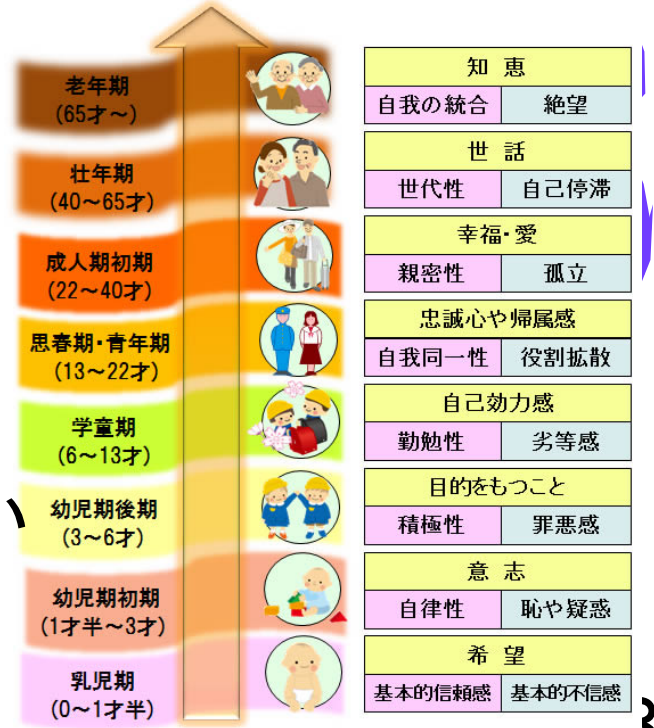 老年期
(65才～)
知 恵
自我の統合 絶望
壮年期
(40～65才)
世 話
世代性 自己停滞
成人期初期
(22～40才)
幸福・愛
親密性 孤立
思春期・青年期
(13～22才)
忠誠心や帰属感
自我同一性 役割拡散
学童期
(6～13才)
自己効力感
勤勉性 劣等感
幼児期後期
(3～6才)
目的をもつこと
積極性 罪悪感
幼児期初期
(1才半～3才)
意 志
自律性 恥や疑惑
乳児期
(0～1才半)
希 望
基本的信頼感 基本的不信感